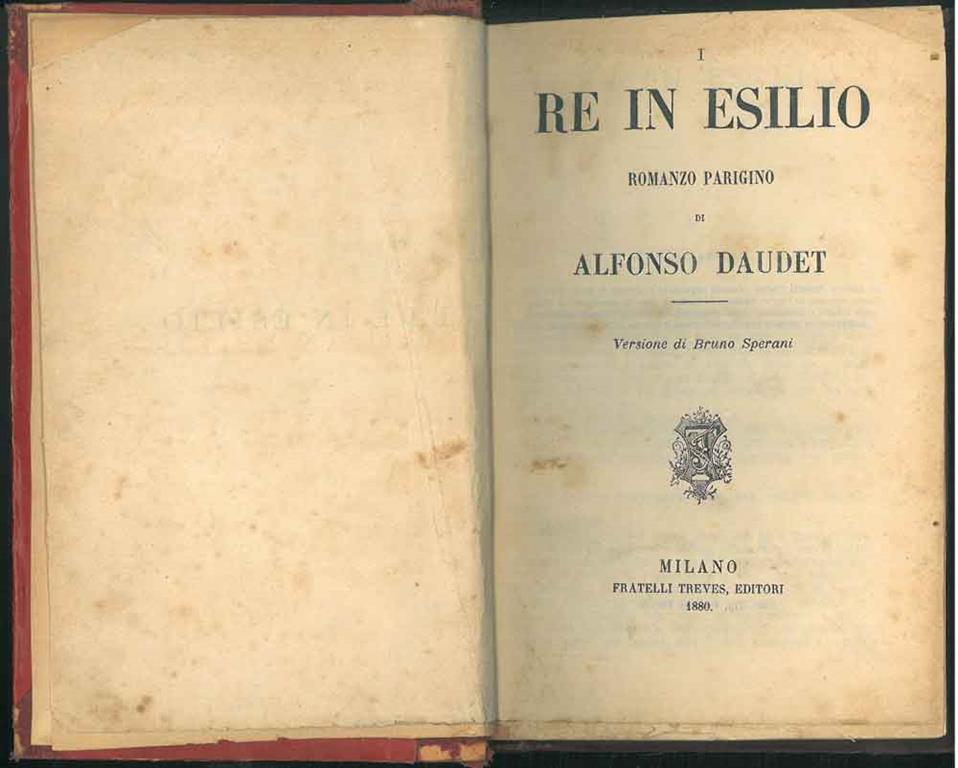 I
RE IN ESILIO
ROMANZO PARIGINO
DI
ALFONSO DAUDET
Versione di Bruno Sperani
MILANO
FRATELLI TREVES, EDITORI
1880.